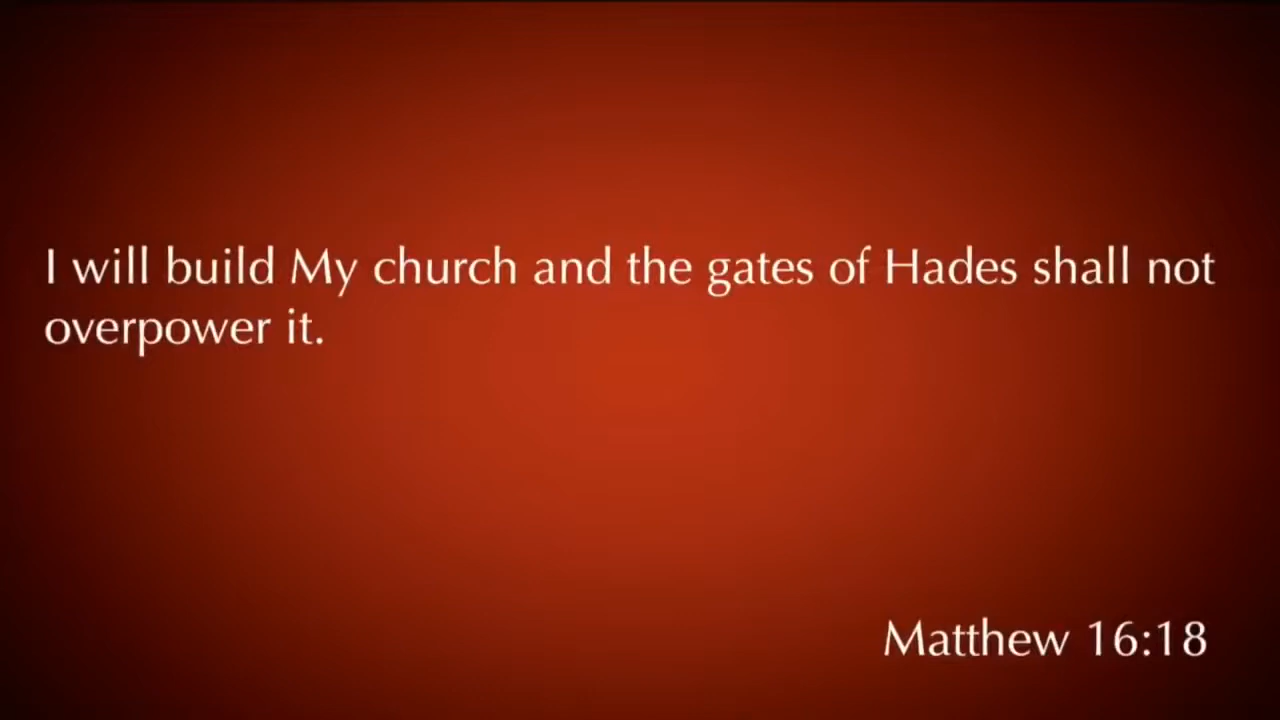 I will build My church and the gates of Hades shall not
overpower it.
Matthew 16:18